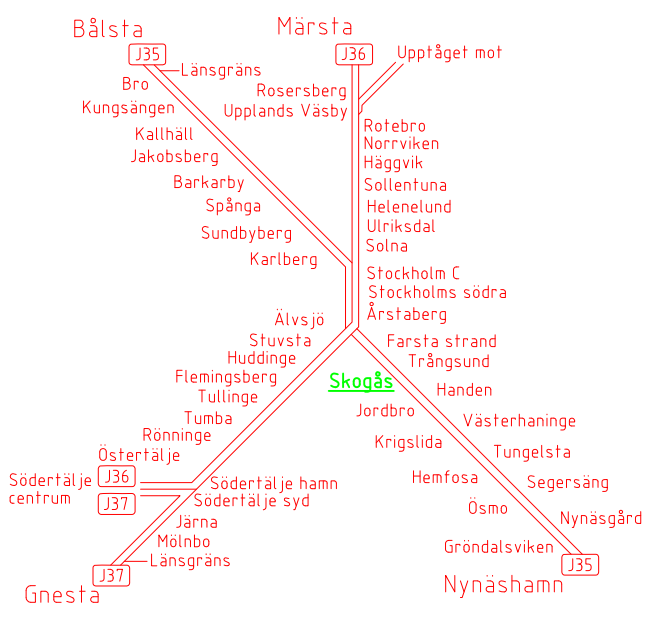 Bålsta
Märsta
J35
J36
Upptåget mot
Länsgräns
Bro
Rosersberg
Kungsängen
Upplands Väsby
Kallhäll
Rotebro
Norrviken
Jakobsberg
Häggvik
Barkarby
Sollentuna
Spånga
Helenelund
Ulriksdal
Sundbyberg
Solna
Karlberg
Stockholm C
Stockholms södra
Årstaberg
Älvsjö
Stuvsta
Farsta strand
Huddinge
Trångsund
Flemingsberg
Skogås
Handen
Tullinge
Jordbro
Tumba
Västerhaninge
Rönninge
Krigslida
Östertälje
Tungelsta
Södertälje
centrum
J36
J37
Södertälje hamn
Södertälje syd
Hemfosa
Segersäng
Järna
Ösmo
Nynäsgård
Mölnbo
Länsgräns
Gröndalsviken
J37
J35
Gnesta
Nynäshamn